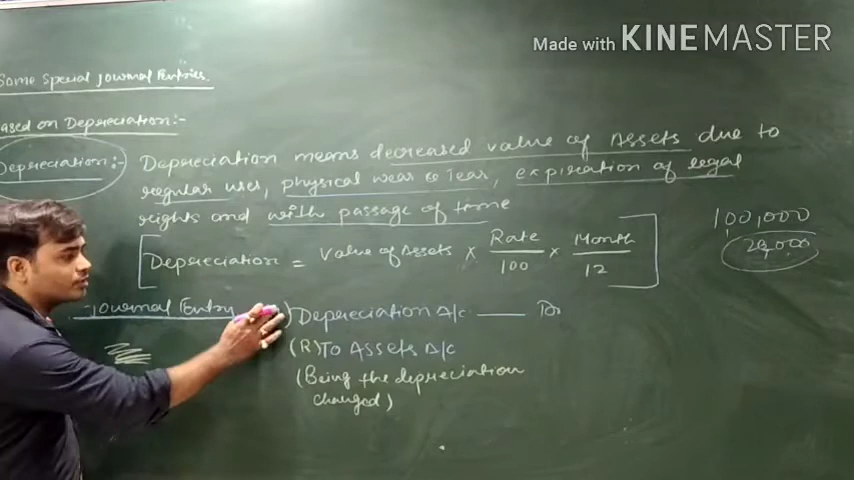 Made with KINEMASTER
Some Special Journal Entries.
Based on Depreciation:-
Depreciation:- Depreciation means decreased value of Assets due to
regular uses, physical wear & tear, expiration of legal
rights and with passage of time
Depreciation = Value of Assets × Rate/100 × Month/12
100,000
20,000
Journal Entry ) Depreciation A/c —— Dr
(R) To Assets A/c
(Being the depreciation
charged)